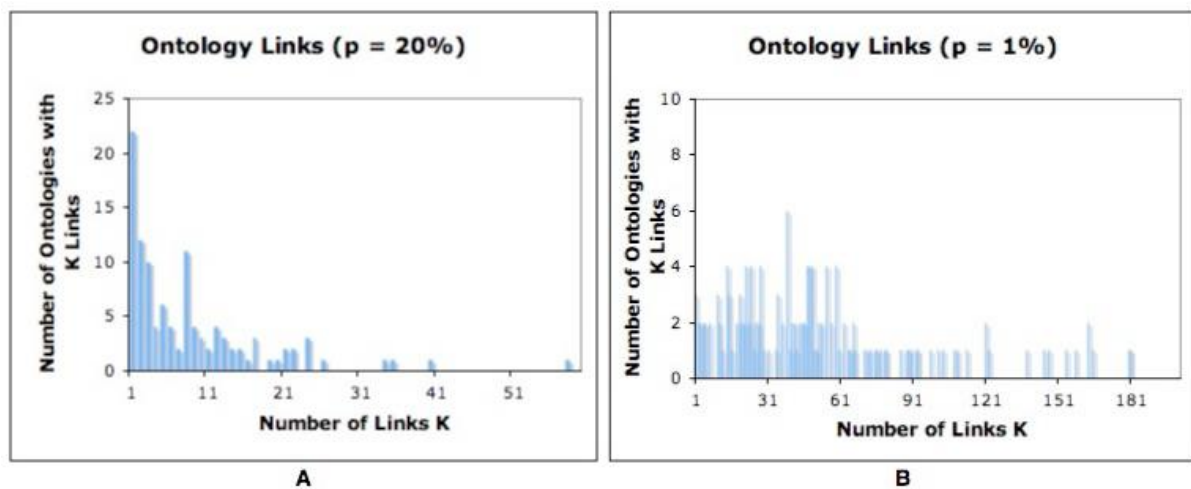 Ontology Links (p = 20%)
Number of Ontologies with
K Links
25
20
15
10
5
0
1 11 21 31 41 51
Number of Links K
A
Ontology Links (p = 1%)
Number of Ontologies with
K Links
10
8
6
4
2
0
1 31 61 91 121 151 181
Number of Links K
B